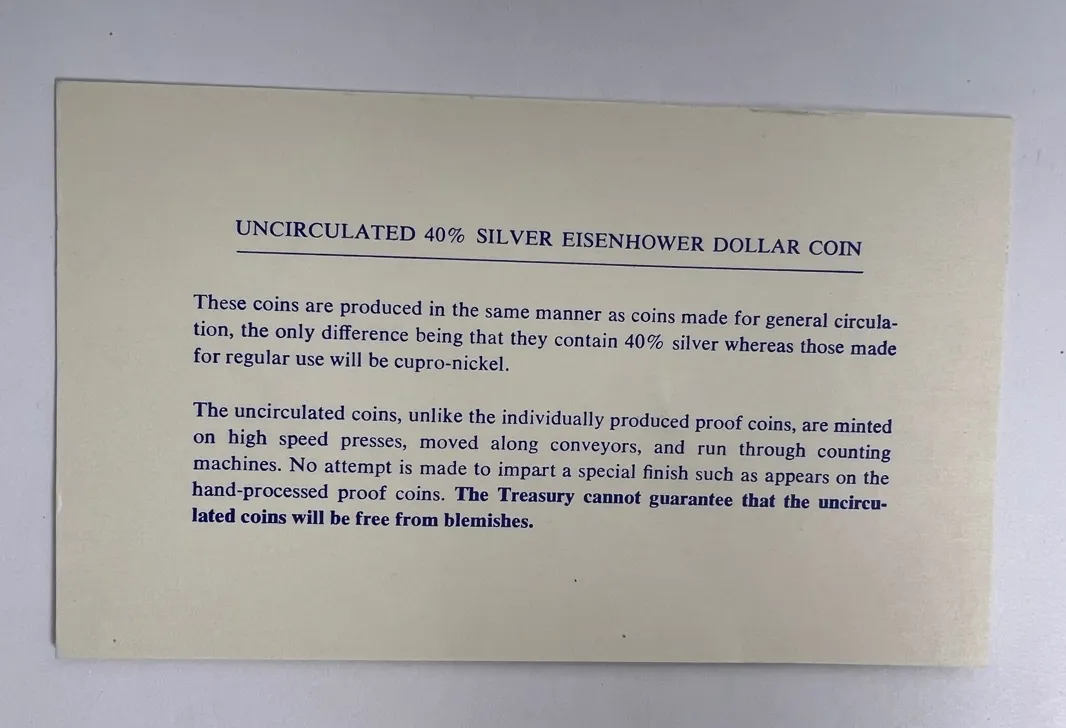 UNCIRCULATED 40% SILVER EISENHOWER DOLLAR COIN
These coins are produced in the same manner as coins made for general circula-
tion, the only difference being that they contain 40% silver whereas those made
for regular use will be cupro-nickel.
The uncirculated coins, unlike the individually produced proof coins, are minted
on high speed presses, moved along conveyors, and run through counting
machines. No attempt is made to impart a special finish such as appears on the
hand-processed proof coins. The Treasury cannot guarantee that the uncircu-
lated coins will be free from blemishes.